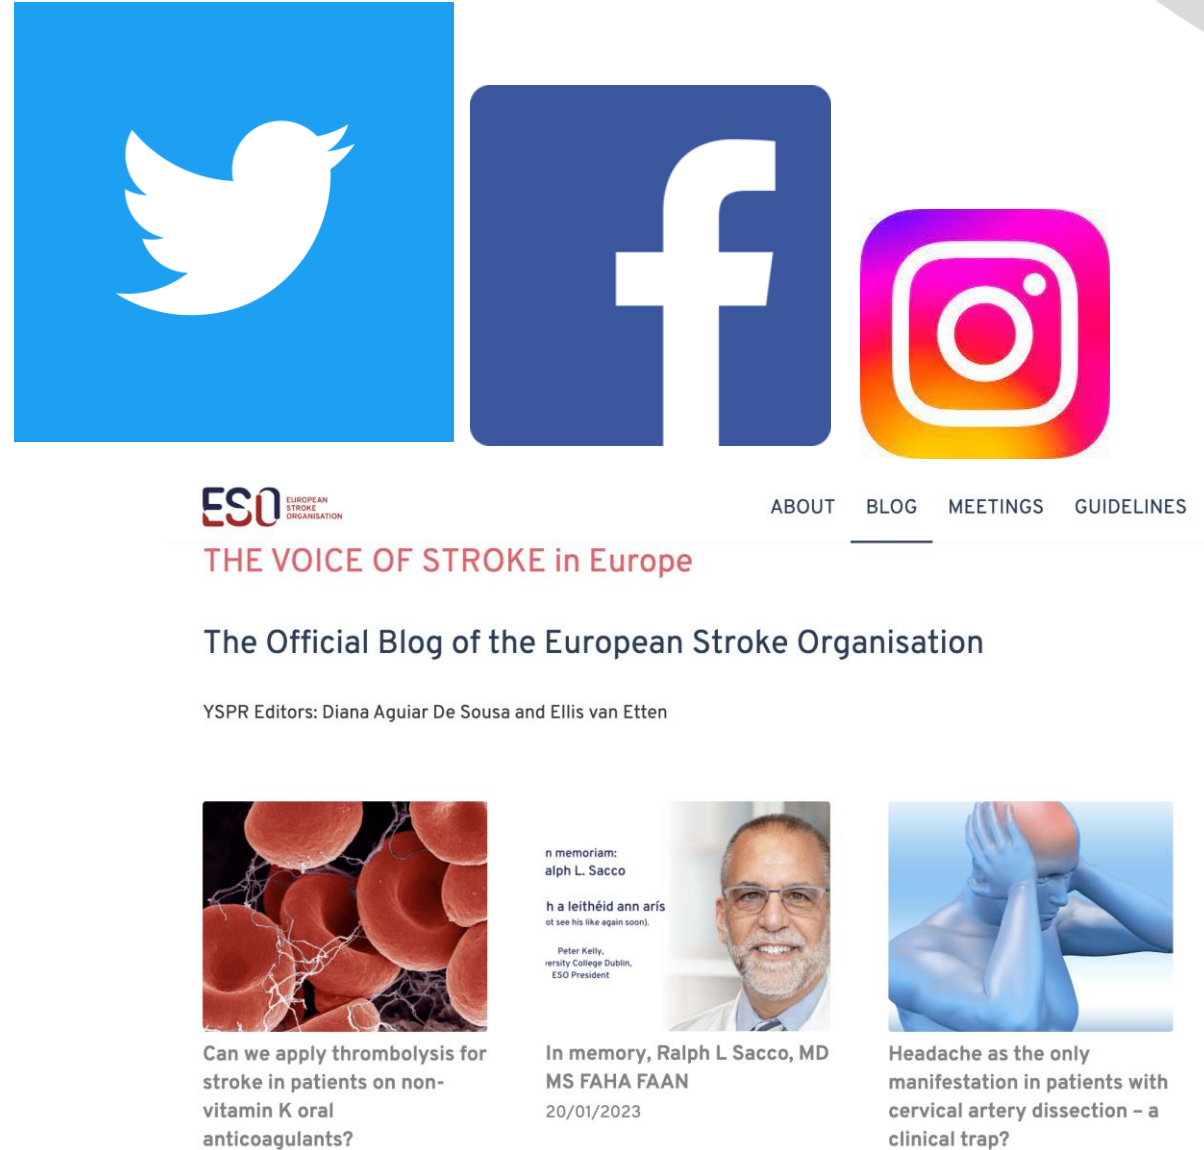 ESO EUROPEAN
STROKE
ORGANISATION
ABOUT BLOG MEETINGS GUIDELINES
THE VOICE OF STROKE in Europe
The Official Blog of the European Stroke Organisation
YSPR Editors: Diana Aguiar De Sousa and Ellis van Etten
n memoriam:
alph L. Sacco
h a leithéid ann arís
ot see his like again soon).
Peter Kelly,
versity College Dublin,
ESO President
Can we apply thrombolysis for
stroke in patients on non-
vitamin K oral
anticoagulants?
In memory, Ralph L Sacco, MD
MS FAHA FAAN
20/01/2023
Headache as the only
manifestation in patients with
cervical artery dissection – a
clinical trap?